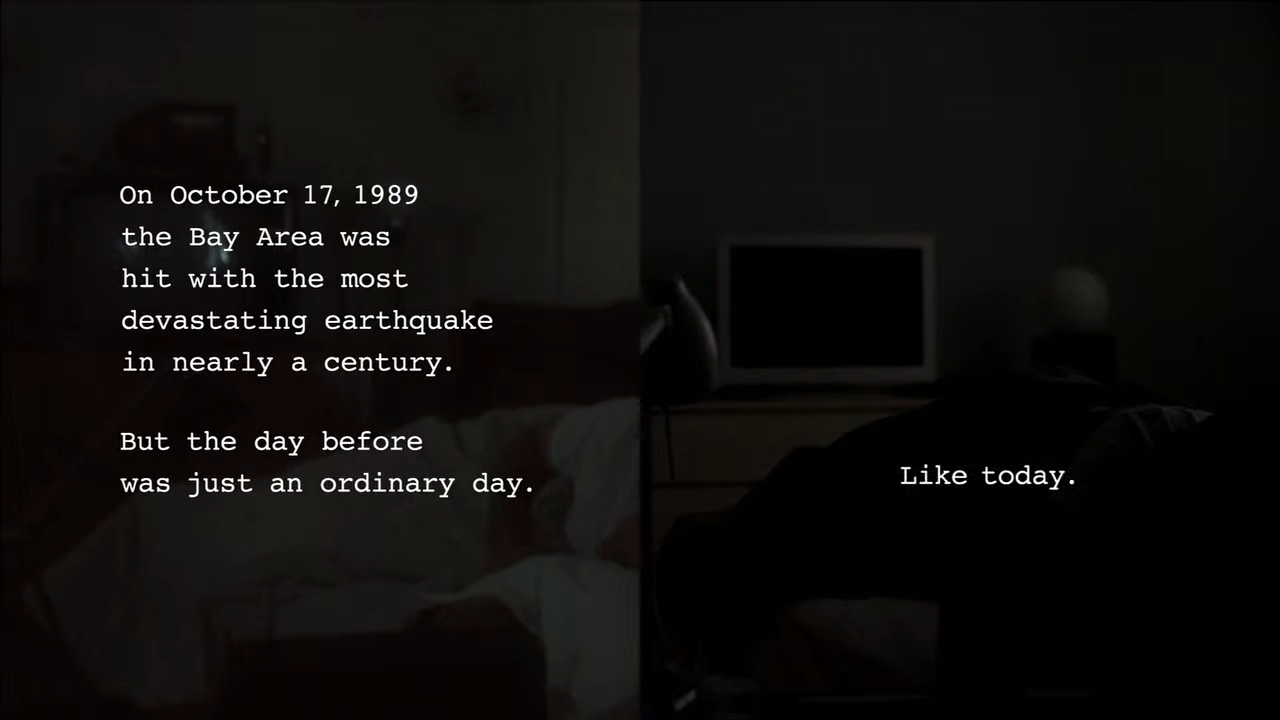 On October 17, 1989
the Bay Area was
hit with the most
devastating earthquake
in nearly a century.
But the day before
was just an ordinary day.
Like today.